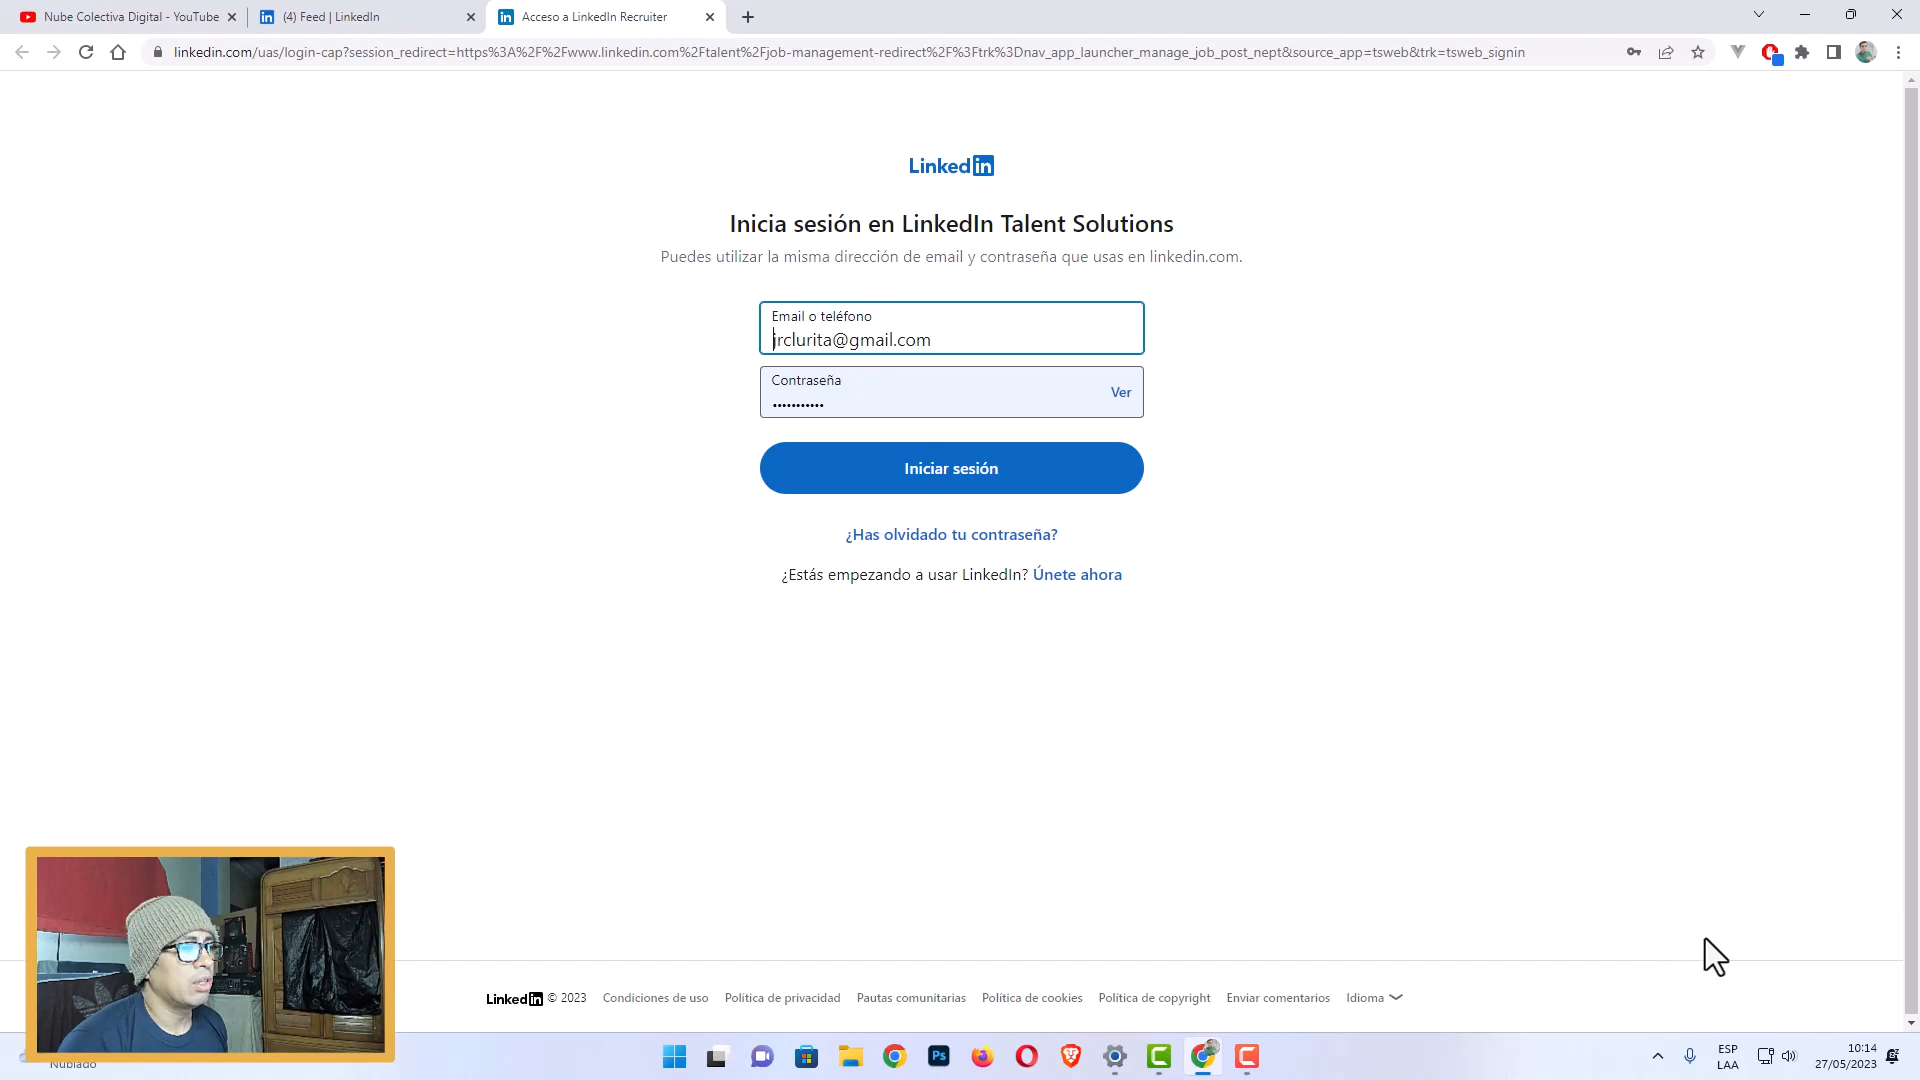 Nube Colectiva Digital - YouTube
(4) Feed | LinkedIn
Acceso a LinkedIn Recruiter
linkedin.com/uas/login-cap?session_redirect=https%3A%2F%2Fwww.linkedin.com%2Ftalent%2Fjob-management-redirect%2F%3Ftrk%3Dnav_app_launcher_manage_job_post_nept&source_app=tsweb&trk=tsweb_signin
Linked in
Inicia sesión en LinkedIn Talent Solutions
Puedes utilizar la misma dirección de email y contraseña que usas en linkedin.com.
Email o teléfono
jrclurita@gmail.com
Contraseña
•••••••••••
Ver
Iniciar sesión
¿Has olvidado tu contraseña?
¿Estás empezando a usar LinkedIn? Únete ahora
Linked in © 2023 Condiciones de uso Política de privacidad Pautas comunitarias Política de cookies Política de copyright Enviar comentarios Idioma
Nublado
Ps
ESP
LAA
10:14
27/05/2023